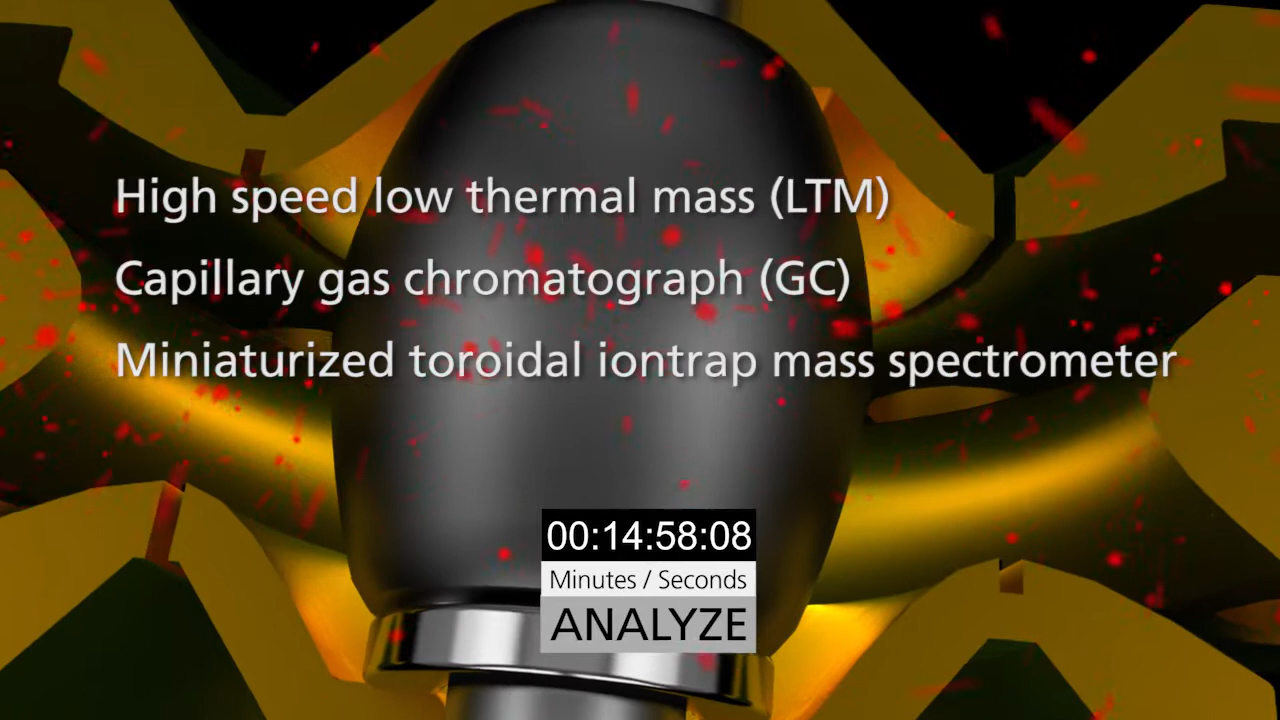 High speed low thermal mass (LTM)
Capillary gas chromatograph (GC)
Miniaturized toroidal iontrap mass spectrometer
00:14:58:08
Minutes / Seconds
ANALYZE